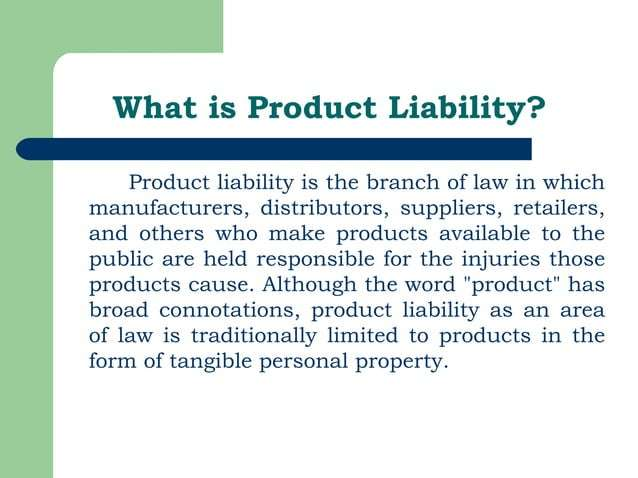 What is Product Liability?
Product liability is the branch of law in which
manufacturers, distributors, suppliers, retailers,
and others who make products available to the
public are held responsible for the injuries those
products cause. Although the word "product" has
broad connotations, product liability as an area
of law is traditionally limited to products in the
form of tangible personal property.